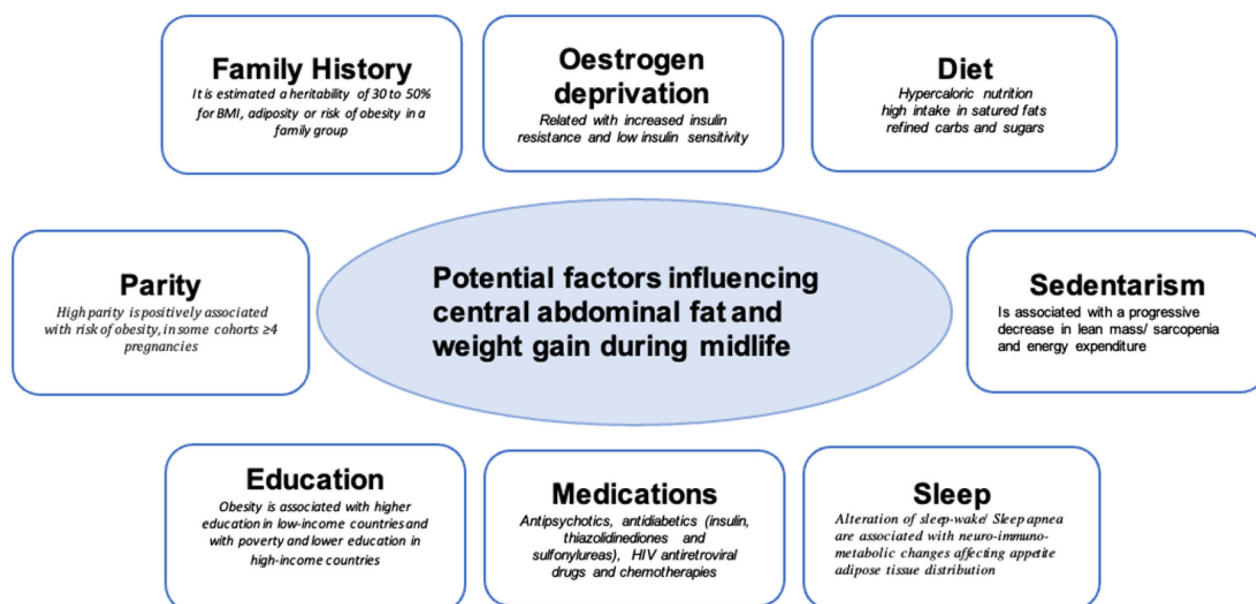 Family History
It is estimated a heritability of 30 to 50%
for BMI, adiposity or risk of obesity in a
family group
Oestrogen
deprivation
Related with increased insulin
resistance and low insulin sensitivity
Diet
Hypercaloric nutrition
high intake in satured fats
refined carbs and sugars
Parity
High parity is positively associated
with risk of obesity, in some cohorts ≥4
pregnancies
Potential factors influencing
central abdominal fat and
weight gain during midlife
Sedentarism
Is associated with a progressive
decrease in lean mass/ sarcopenia
and energy expenditure
Education
Obesity is associated with higher
education in low-income countries and
with poverty and lower education in
high-income countries
Medications
Antipsychotics, antidiabetics (insulin,
thiazolidinediones and
sulfonylureas), HIV antiretroviral
drugs and chemotherapies
Sleep
Alteration of sleep-wake/ Sleep apnea
are associated with neuro-immuno-
metabolic changes affecting appetite
adipose tissue distribution